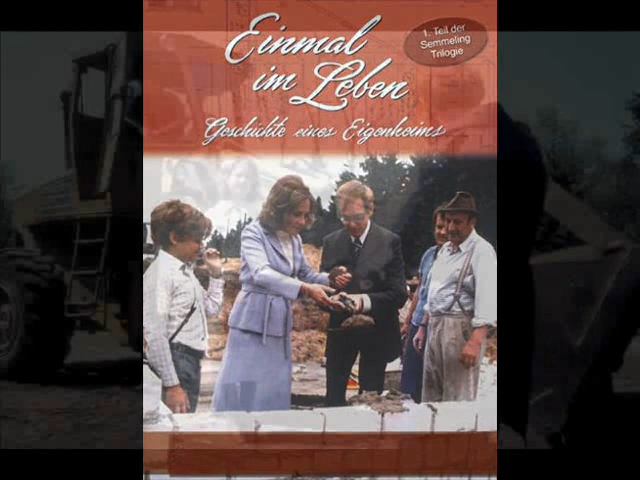 Einmal
im Leben
Geschichte eines Eigenheims
1. Teil der
Semmeling
Trilogie